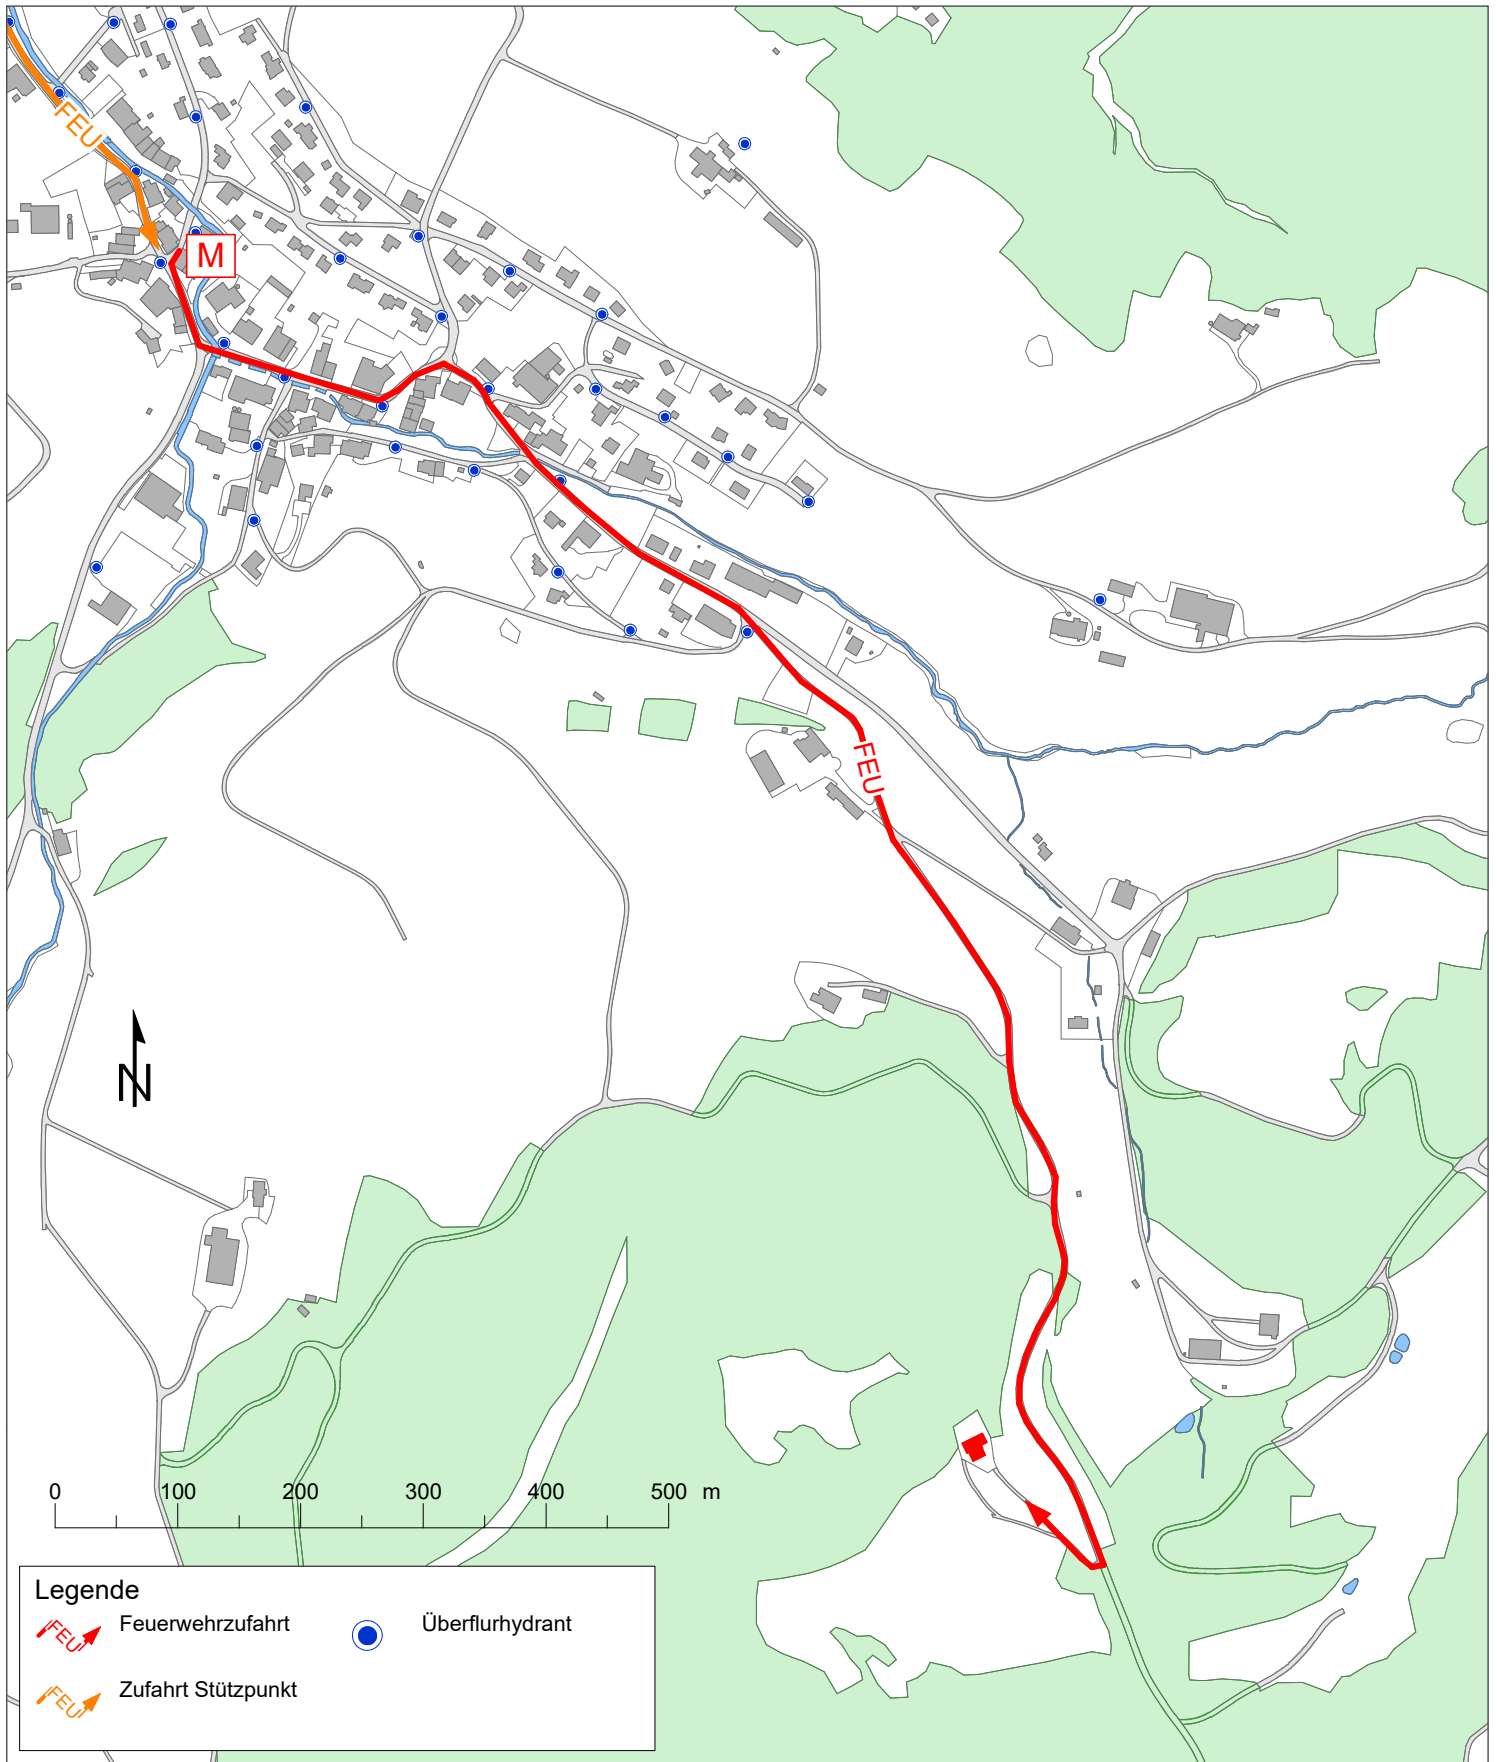 FEU
M
FEU
N
0 100 200 300 400 500 m
Legende
FEU Feuerwehrzufahrt Überflurhydrant
FEU Zufahrt Stützpunkt